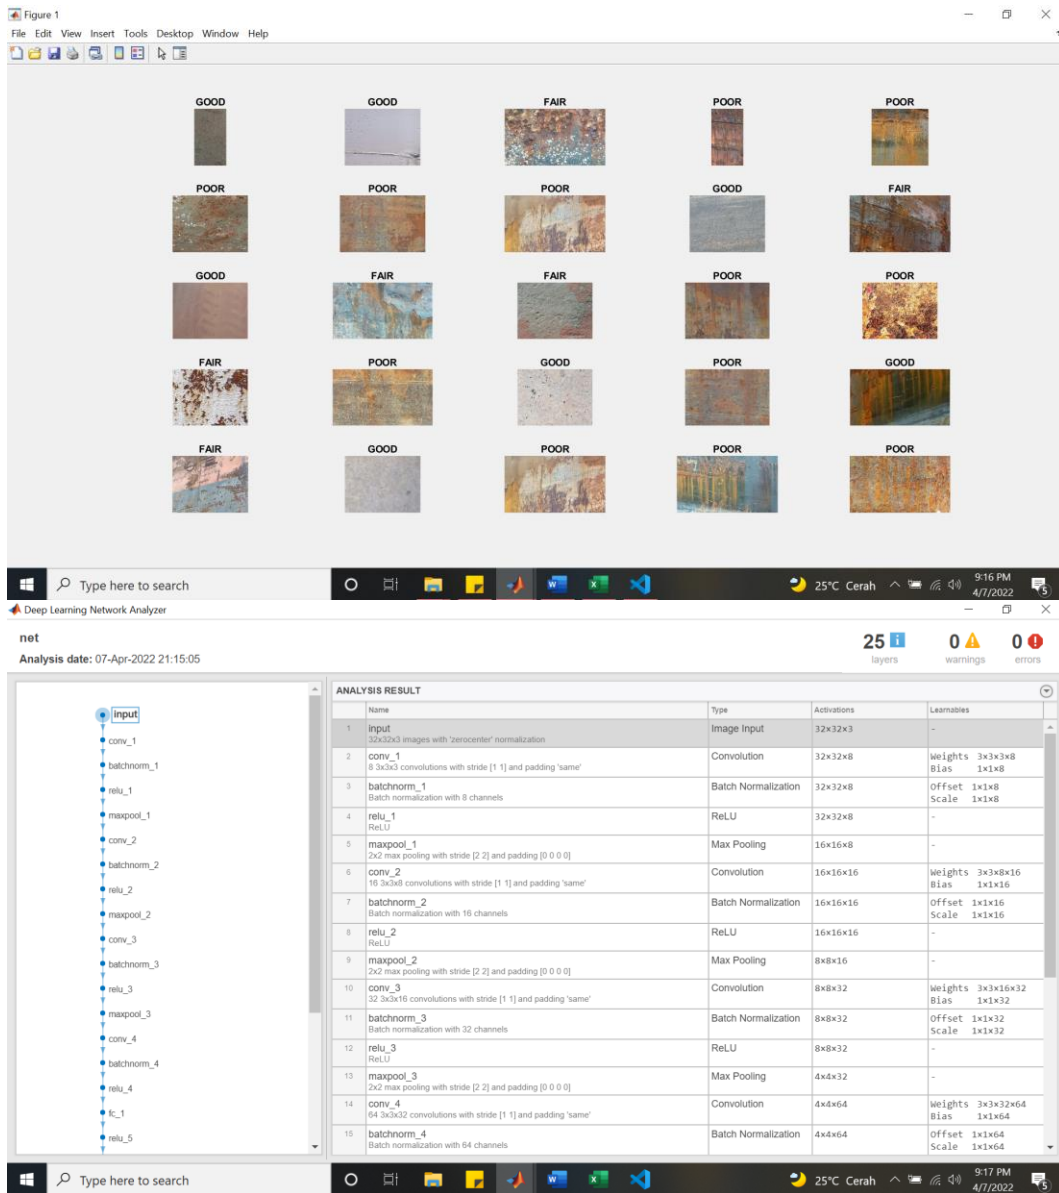 Figure 1
File Edit View Insert Tools Desktop Window Help
GOOD GOOD FAIR POOR POOR
POOR POOR POOR GOOD FAIR
GOOD FAIR FAIR POOR POOR
FAIR POOR GOOD POOR GOOD
FAIR GOOD POOR POOR POOR
Type here to search 25°C Cerah 9:16 PM
4/7/2022 5
Deep Learning Network Analyzer
net
Analysis date: 07-Apr-2022 21:15:05
25 i 0 0
layers warnings errors
input
conv_1
batchnorm_1
relu_1
maxpool_1
conv_2
batchnorm_2
relu_2
maxpool_2
conv_3
batchnorm_3
relu_3
maxpool_3
conv_4
batchnorm_4
relu_4
fc_1
relu_5
ANALYSIS RESULT
Name Type Activations Learnables
1 input Image Input 32×32×3 -
32x32x3 images with 'zerocenter' normalization
2 conv_1 Convolution 32×32×8 Weights 3×3×3×8
8 3x3x3 convolutions with stride [1 1] and padding 'same' Bias 1×1×8
3 batchnorm_1 Batch Normalization 32×32×8 Offset 1×1×8
Batch normalization with 8 channels Scale 1×1×8
4 relu_1 ReLU 32×32×8 -
ReLU
5 maxpool_1 Max Pooling 16×16×8 -
2x2 max pooling with stride [2 2] and padding [0 0 0 0]
6 conv_2 Convolution 16×16×16 Weights 3×3×8×16
16 3x3x8 convolutions with stride [1 1] and padding 'same' Bias 1×1×16
7 batchnorm_2 Batch Normalization 16×16×16 Offset 1×1×16
Batch normalization with 16 channels Scale 1×1×16
8 relu_2 ReLU 16×16×16 -
ReLU
9 maxpool_2 Max Pooling 8×8×16 -
2x2 max pooling with stride [2 2] and padding [0 0 0 0]
10 conv_3 Convolution 8×8×32 Weights 3×3×16×32
32 3x3x16 convolutions with stride [1 1] and padding 'same' Bias 1×1×32
11 batchnorm_3 Batch Normalization 8×8×32 Offset 1×1×32
Batch normalization with 32 channels Scale 1×1×32
12 relu_3 ReLU 8×8×32 -
ReLU
13 maxpool_3 Max Pooling 4×4×32 -
2x2 max pooling with stride [2 2] and padding [0 0 0 0]
14 conv_4 Convolution 4×4×64 Weights 3×3×32×64
64 3x3x32 convolutions with stride [1 1] and padding 'same' Bias 1×1×64
15 batchnorm_4 Batch Normalization 4×4×64 Offset 1×1×64
Batch normalization with 64 channels Scale 1×1×64
Type here to search 25°C Cerah 9:17 PM
4/7/2022 5